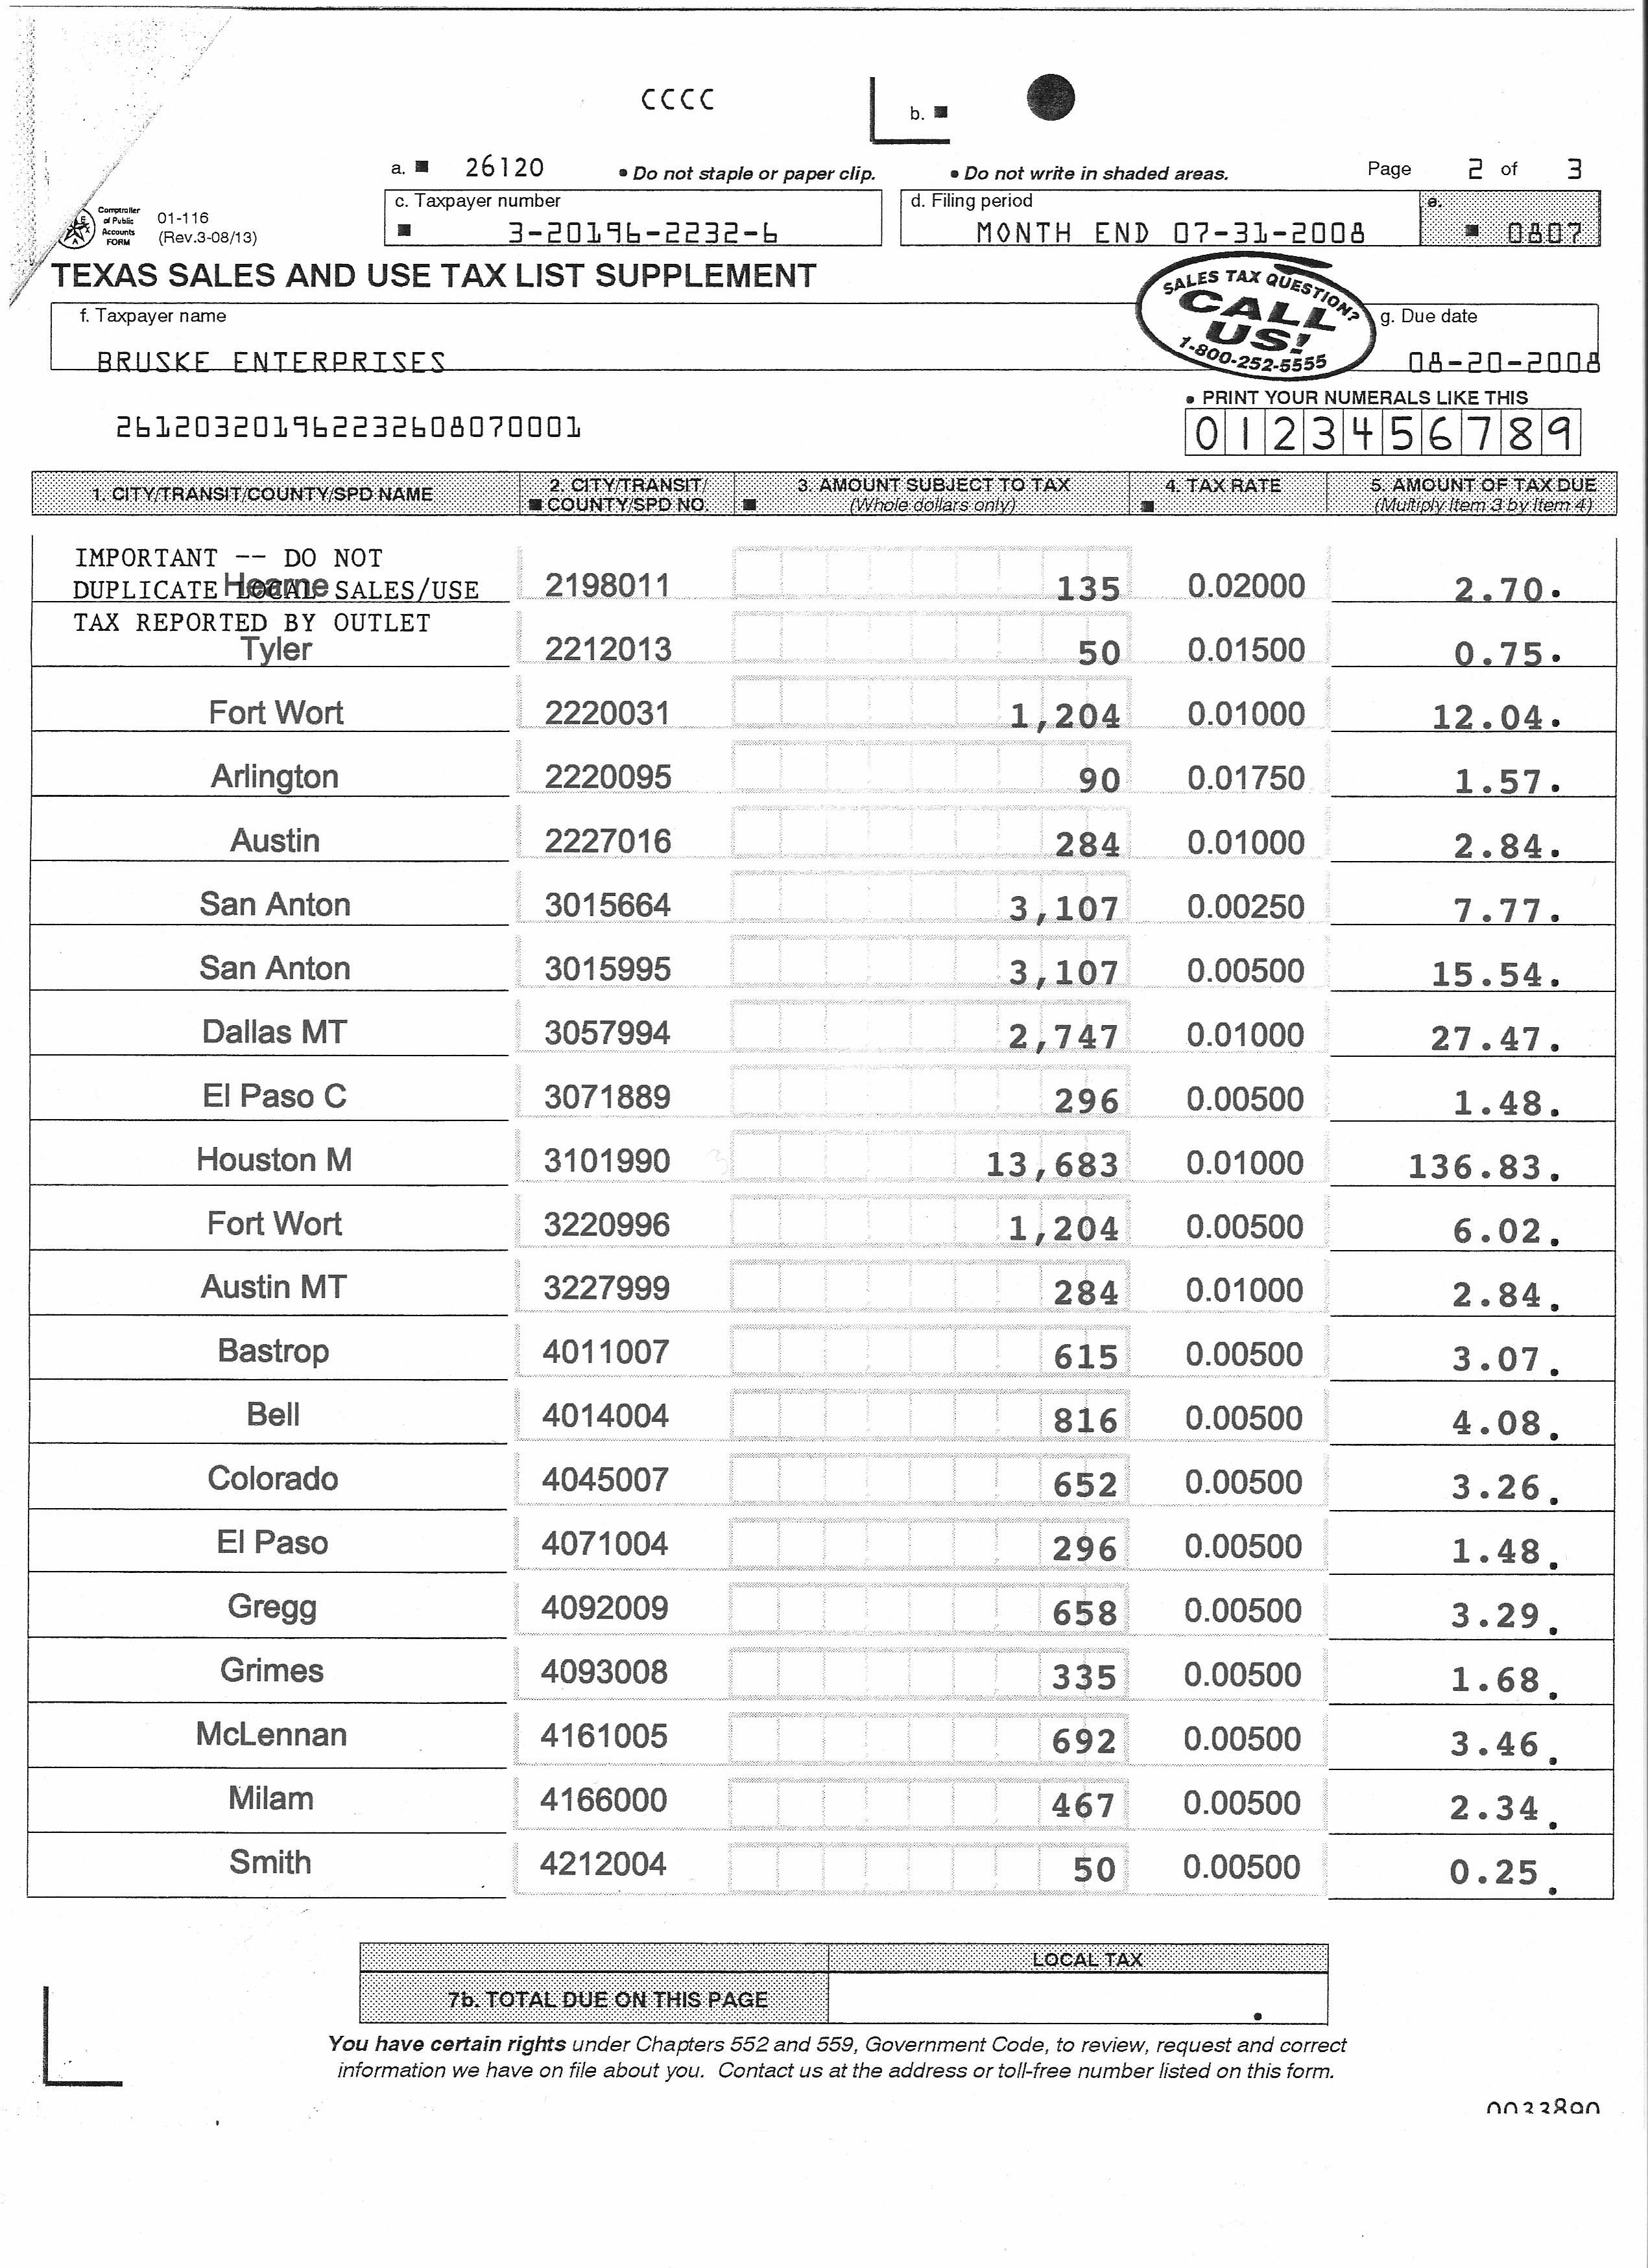 CCCC
b.
a. 26120 • Do not staple or paper clip. • Do not write in shaded areas. Page 2 of 3
Comptroller of Public Accounts FORM
01-116
(Rev.3-08/13)
c. Taxpayer number
3-20196-2232-6
d. Filing period
MONTH END 07-31-2008
e.
0807
TEXAS SALES AND USE TAX LIST SUPPLEMENT
SALES TAX QUESTION?
CALL
US!
1-800-252-5555
f. Taxpayer name
BRUSKE ENTERPRISES
g. Due date
08-20-2008
261203201962232608070001
• PRINT YOUR NUMERALS LIKE THIS
0 1 2 3 4 5 6 7 8 9
1. CITY/TRANSIT/COUNTY/SPD NAME
2. CITY/TRANSIT/
COUNTY/SPD NO.
3. AMOUNT SUBJECT TO TAX
(Whole dollars only)
4. TAX RATE
5. AMOUNT OF TAX DUE
(Multiply Item 3 by Item 4)
IMPORTANT -- DO NOT
DUPLICATE LOCAL SALES/USE
TAX REPORTED BY OUTLET
Hearne 2198011 135 0.02000 2.70.
Tyler 2212013 50 0.01500 0.75.
Fort Wort 2220031 1,204 0.01000 12.04.
Arlington 2220095 90 0.01750 1.57.
Austin 2227016 284 0.01000 2.84.
San Anton 3015664 3,107 0.00250 7.77.
San Anton 3015995 3,107 0.00500 15.54.
Dallas MT 3057994 2,747 0.01000 27.47.
El Paso C 3071889 296 0.00500 1.48.
Houston M 3101990 13,683 0.01000 136.83.
Fort Wort 3220996 1,204 0.00500 6.02.
Austin MT 3227999 284 0.01000 2.84.
Bastrop 4011007 615 0.00500 3.07.
Bell 4014004 816 0.00500 4.08.
Colorado 4045007 652 0.00500 3.26.
El Paso 4071004 296 0.00500 1.48.
Gregg 4092009 658 0.00500 3.29.
Grimes 4093008 335 0.00500 1.68.
McLennan 4161005 692 0.00500 3.46.
Milam 4166000 467 0.00500 2.34.
Smith 4212004 50 0.00500 0.25.
LOCAL TAX
7b. TOTAL DUE ON THIS PAGE .
You have certain rights under Chapters 552 and 559, Government Code, to review, request and correct
information we have on file about you. Contact us at the address or toll-free number listed on this form.
0033890